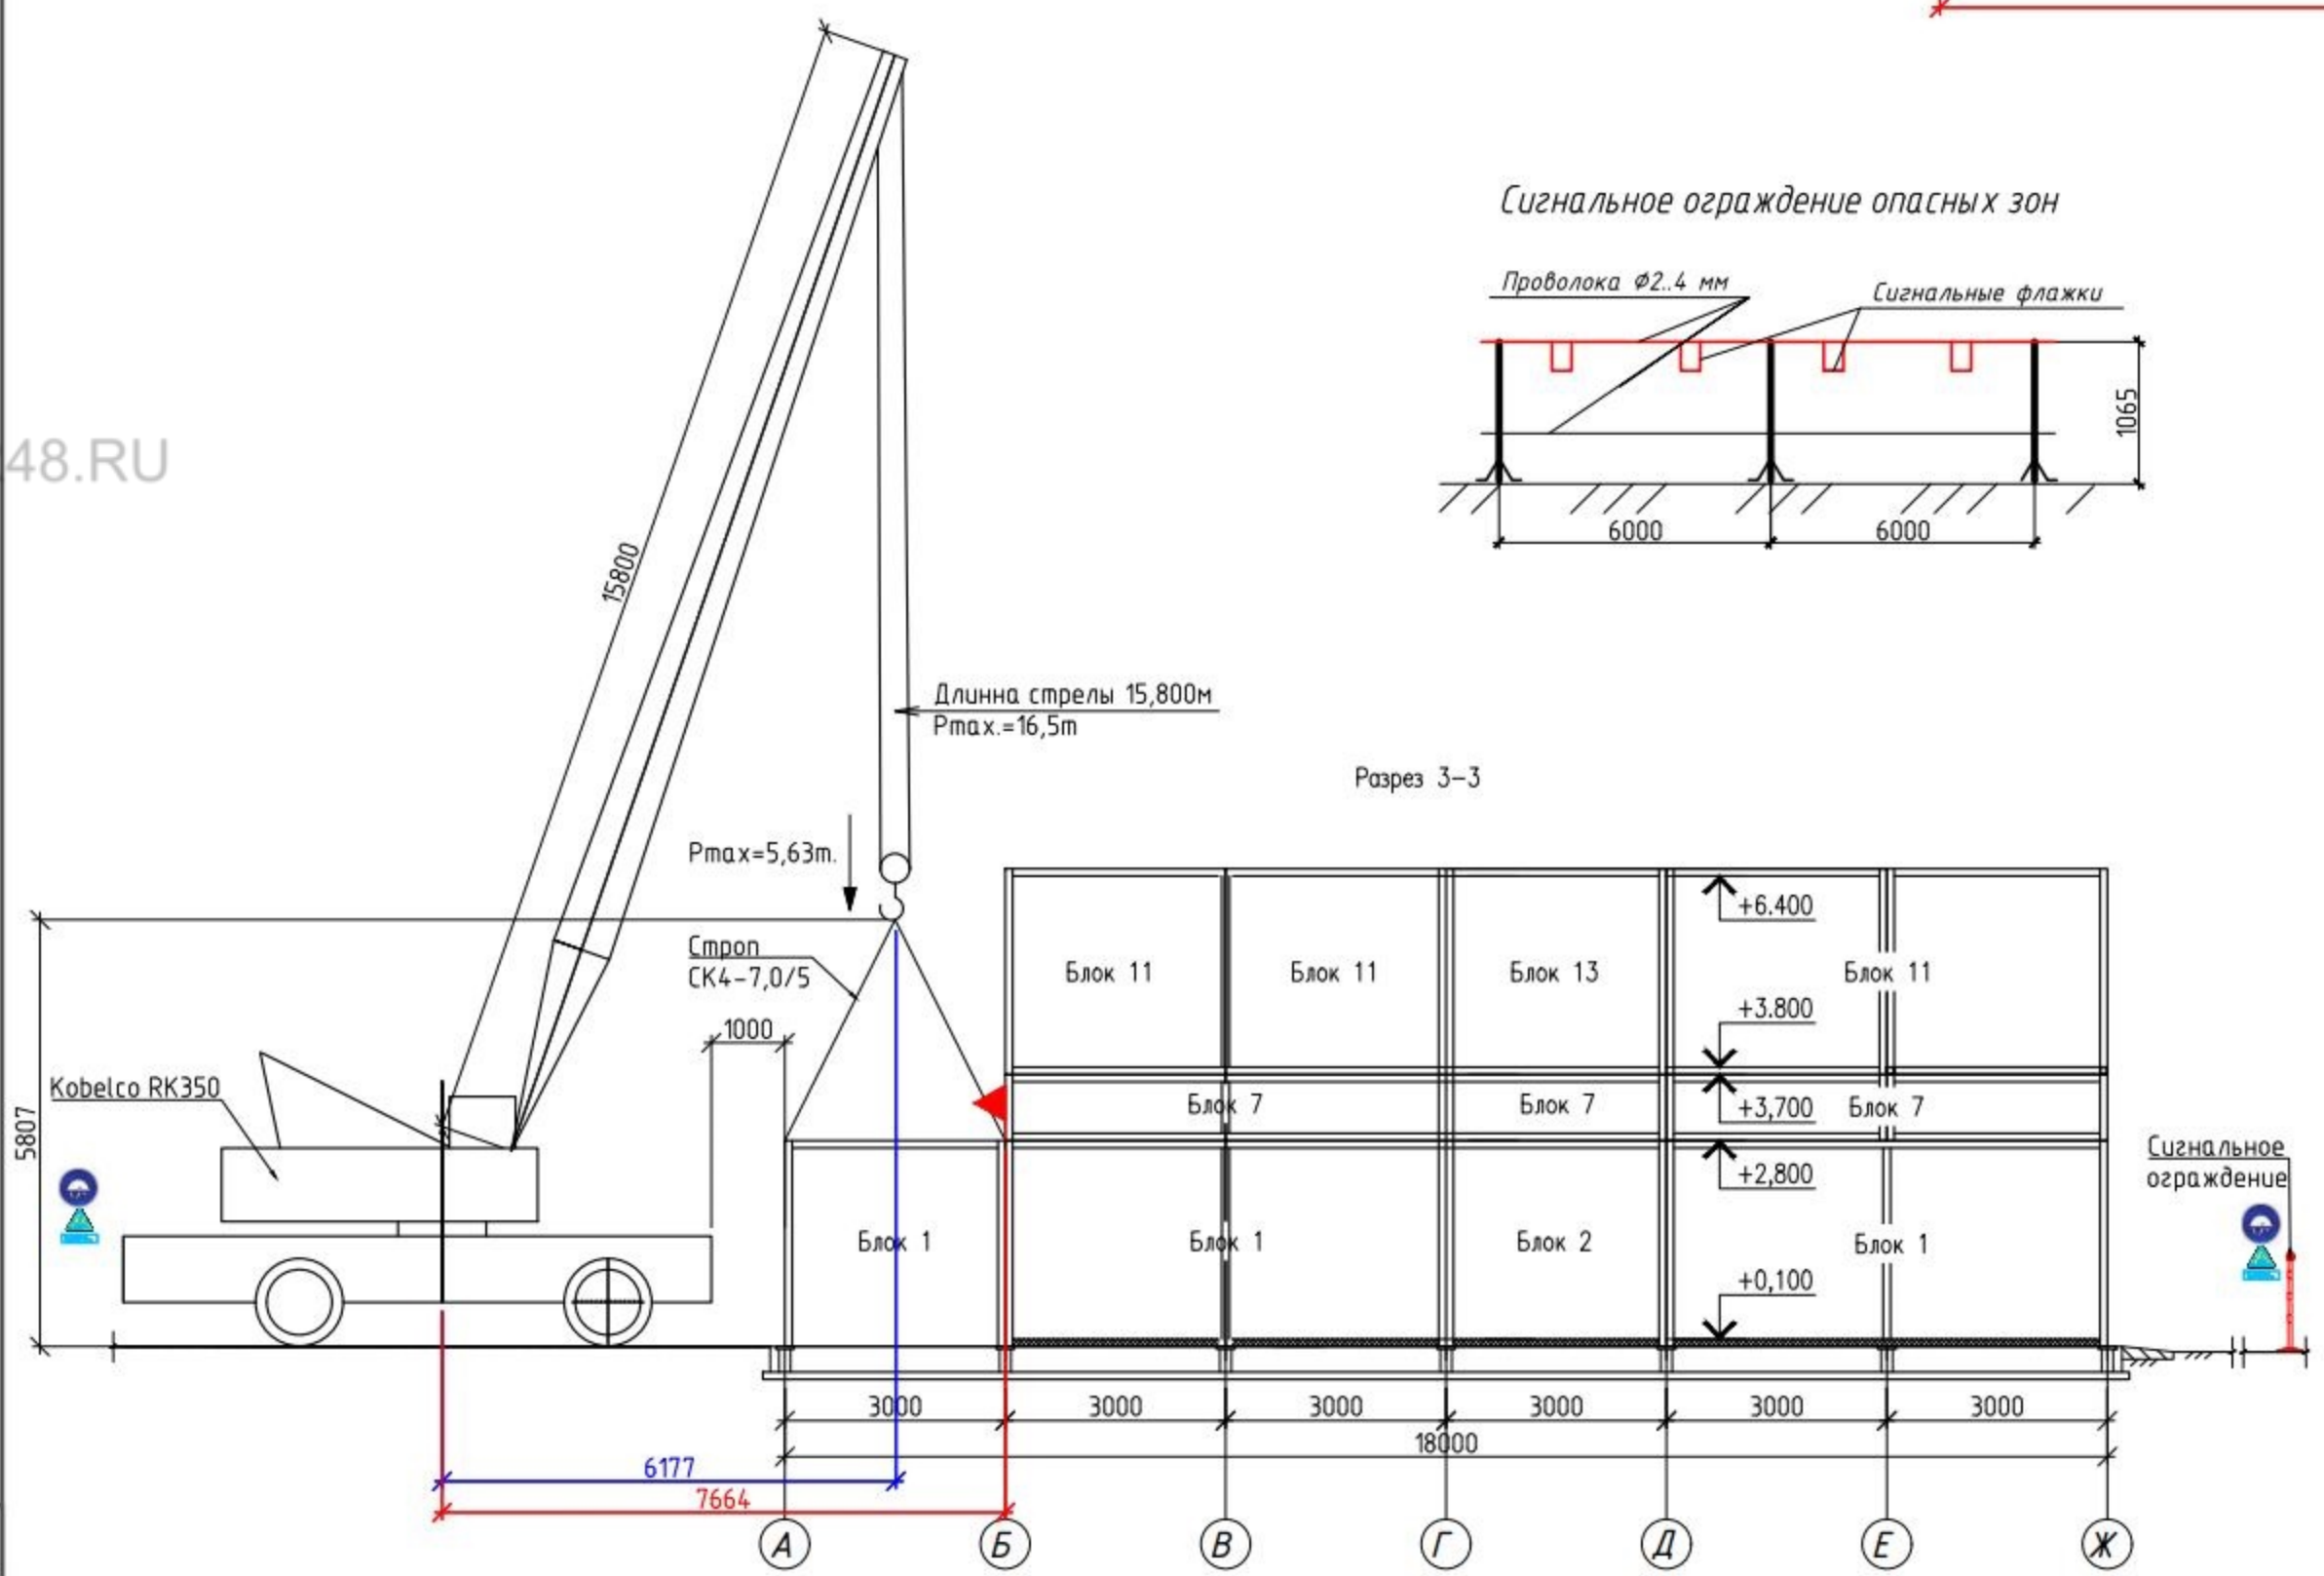 48.RU
15800
Сигнальное ограждение опасных зон
Проволока Ф2..4 мм
Сигнальные флажки
1065
6000
6000
Длинна стрелы 15,800м
Pmax.=16,5т
Разрез 3-3
Pmax=5,63т.
Строп
СК4-7,0/5
1000
Kobelco RK350
5807
Блок 11
Блок 11
Блок 13
Блок 11
+6.400
+3.800
Блок 7
Блок 7
Блок 7
+3,700
+2,800
Блок 1
Блок 1
Блок 2
Блок 1
+0,100
Сигнальное
ограждение
3000
3000
3000
3000
3000
3000
18000
6177
7664
А
Б
В
Г
Д
Е
Ж